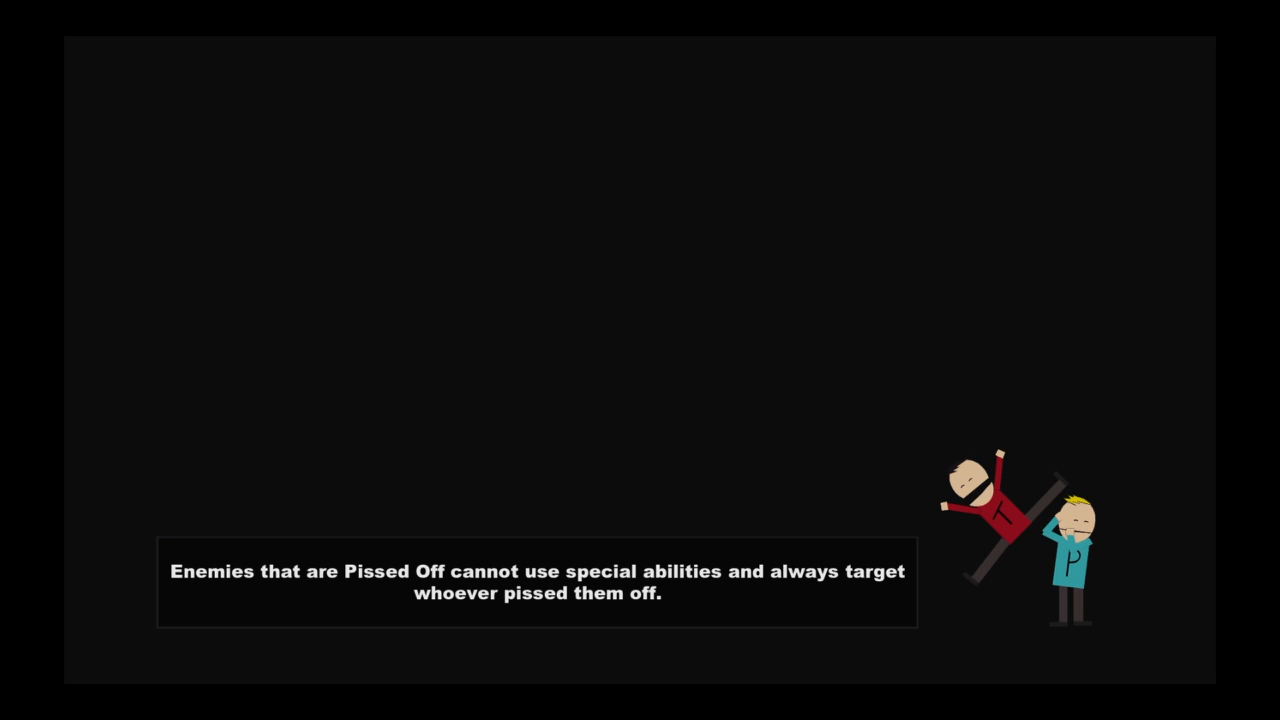 Enemies that are Pissed Off cannot use special abilities and always target
whoever pissed them off.
T
P